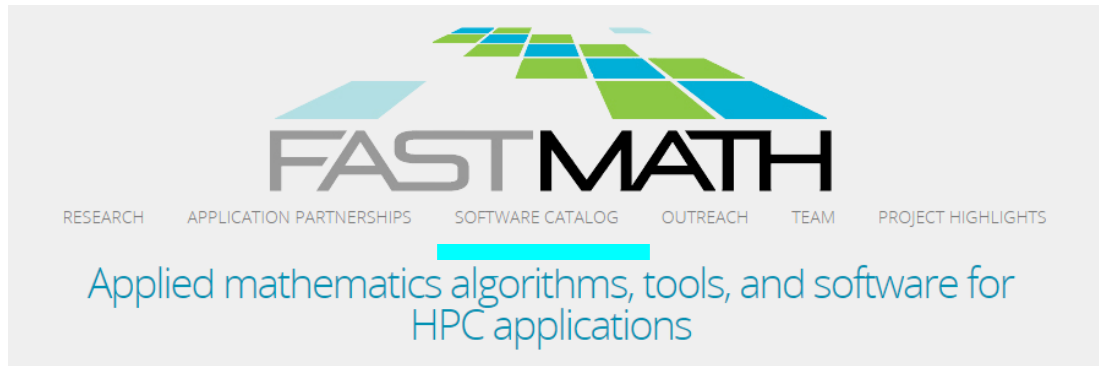 FASTMATH
RESEARCH APPLICATION PARTNERSHIPS SOFTWARE CATALOG OUTREACH TEAM PROJECT HIGHLIGHTS
Applied mathematics algorithms, tools, and software for
HPC applications